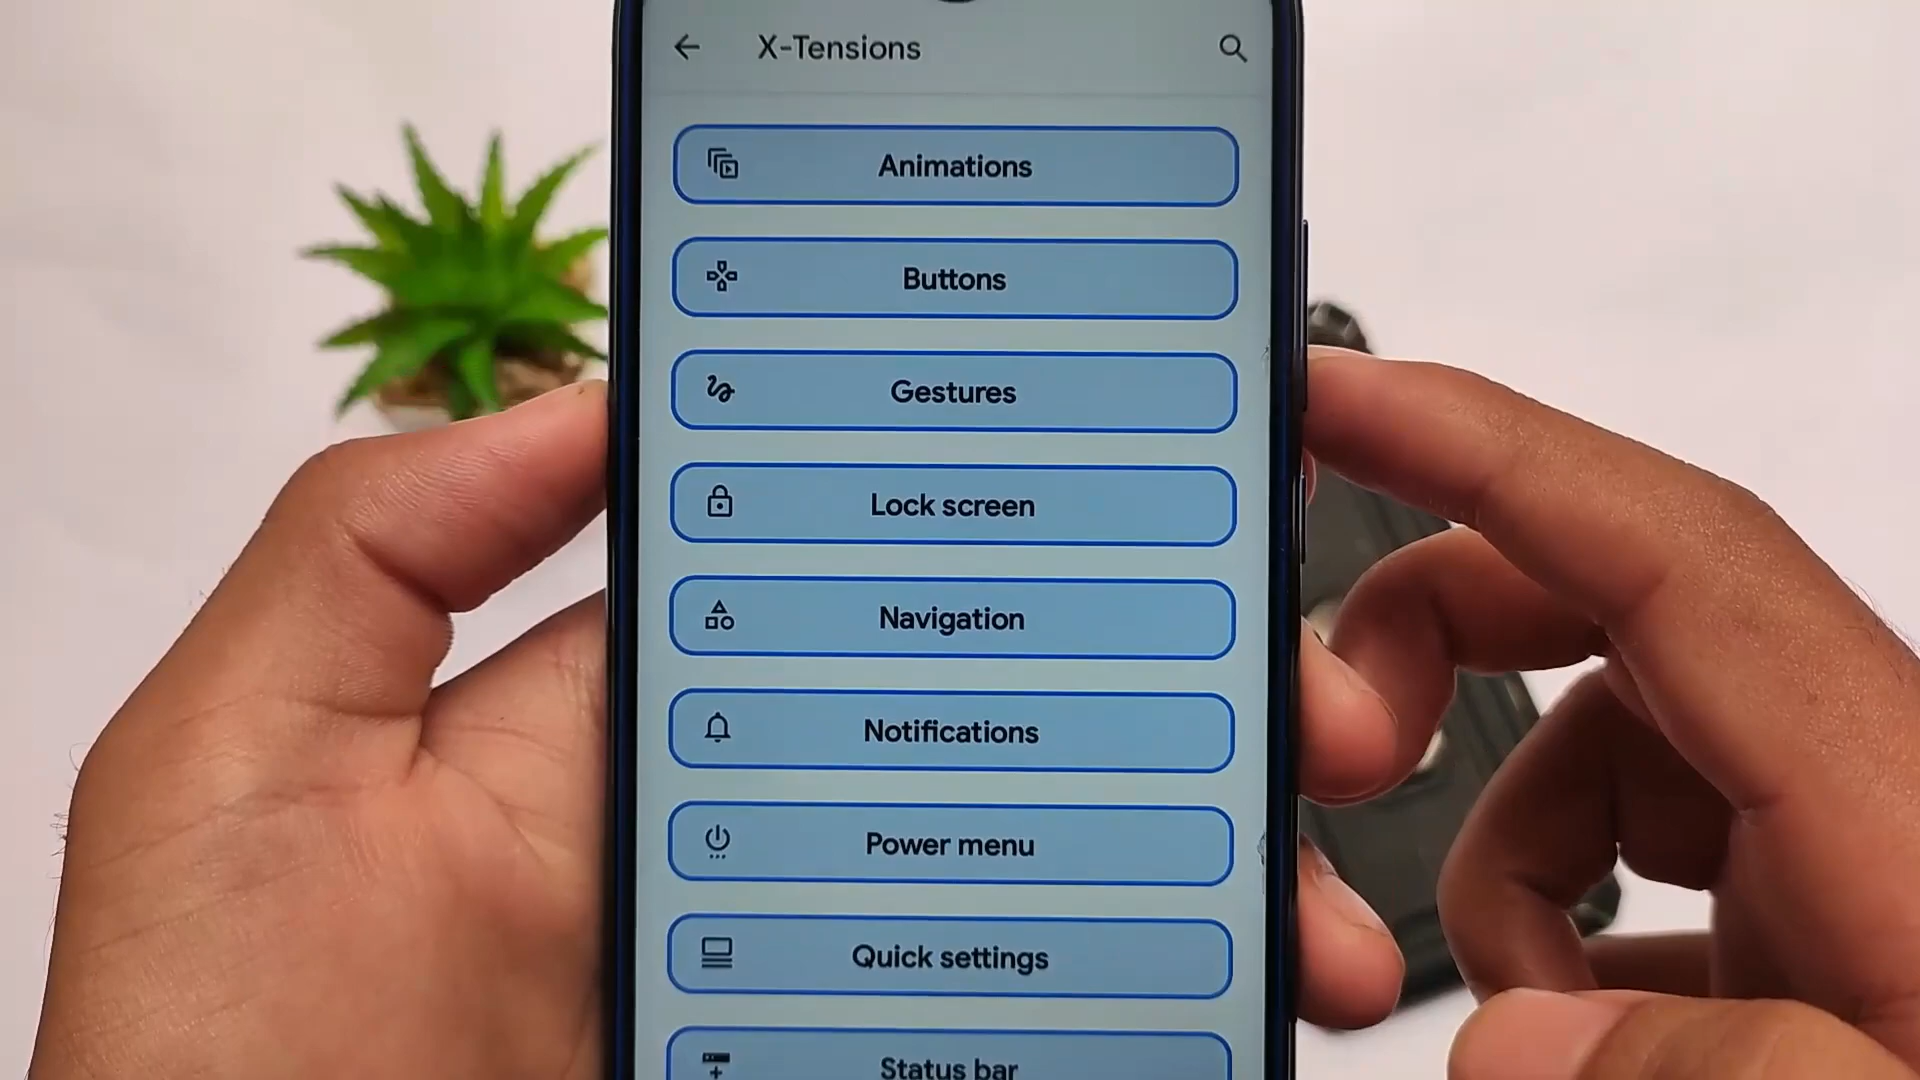 X-Tensions
Animations
Buttons
Gestures
Lock screen
Navigation
Notifications
Power menu
Quick settings
Status bar